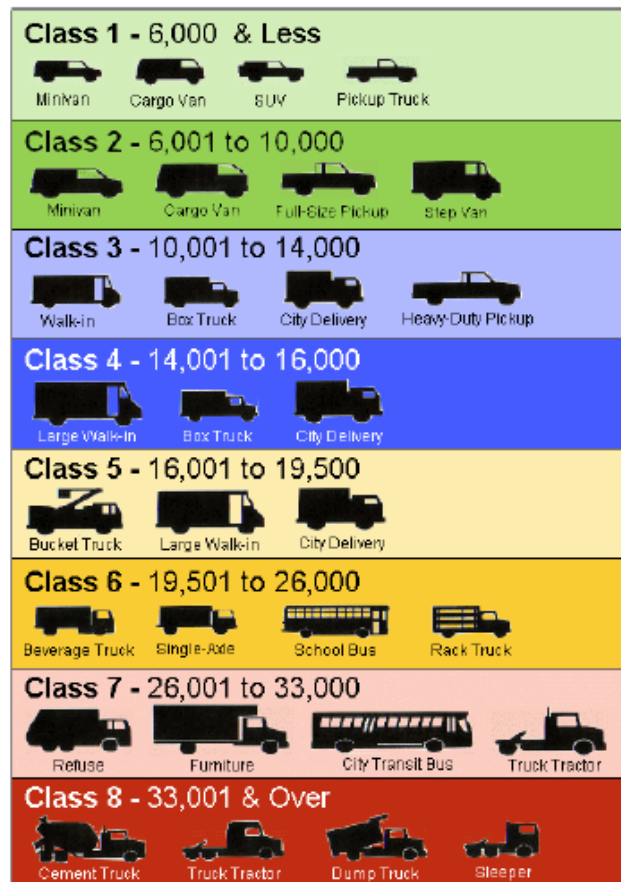 Class 1 - 6,000 & Less
Minivan Cargo Van SUV Pickup Truck
Class 2 - 6,001 to 10,000
Minivan Cargo Van Full-Size Pickup Step Van
Class 3 - 10,001 to 14,000
Walk-in Box Truck City Delivery Heavy-Duty Pickup
Class 4 - 14,001 to 16,000
Large Walk-in Box Truck City Delivery
Class 5 - 16,001 to 19,500
Bucket Truck Large Walk-in City Delivery
Class 6 - 19,501 to 26,000
Beverage Truck Single-Axle School Bus Rack Truck
Class 7 - 26,001 to 33,000
Refuse Furniture City Transit Bus Truck Tractor
Class 8 - 33,001 & Over
Cement Truck Truck Tractor Dump Truck Sleeper